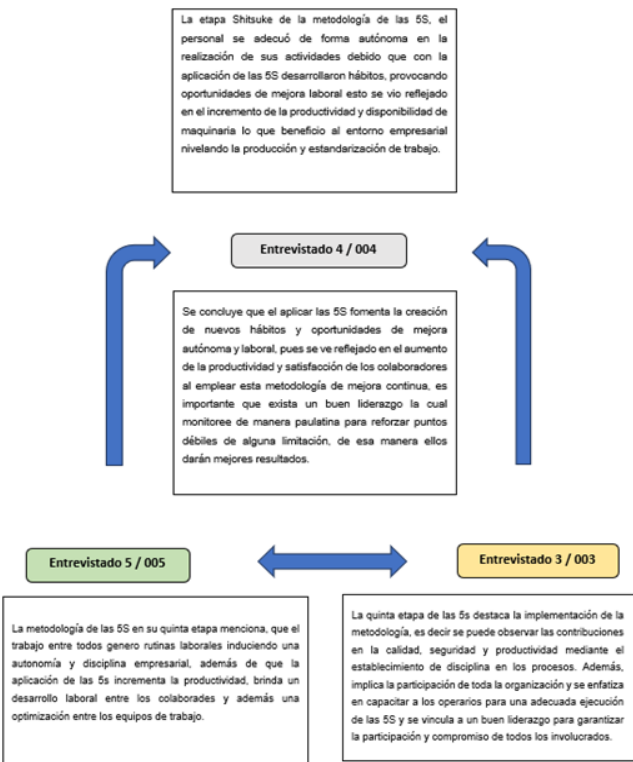 La etapa Shitsuke de la metodología de las 5S, el
personal se adecuó de forma autónoma en la
realización de sus actividades debido que con la
aplicación de las 5S desarrollaron hábitos, provocando
oportunidades de mejora laboral esto se vio reflejado
en el incremento de la productividad y disponibilidad de
maquinaria lo que beneficio al entorno empresarial
nivelando la producción y estandarización de trabajo.
Entrevistado 4 / 004
Se concluye que el aplicar las 5S fomenta la creación
de nuevos hábitos y oportunidades de mejora
autónoma y laboral, pues se ve reflejado en el aumento
de la productividad y satisfacción de los colaboradores
al emplear esta metodología de mejora continua, es
importante que exista un buen liderazgo la cual
monitoree de manera paulatina para reforzar puntos
débiles de alguna limitación, de esa manera ellos
darán mejores resultados.
Entrevistado 5 / 005
La metodología de las 5S en su quinta etapa menciona, que el
trabajo entre todos genero rutinas laborales induciendo una
autonomía y disciplina empresarial, además de que la
aplicación de las 5s incrementa la productividad, brinda un
desarrollo laboral entre los colaborades y además una
optimización entre los equipos de trabajo.
Entrevistado 3 / 003
La quinta etapa de las 5s destaca la implementación de la
metodología, es decir se puede observar las contribuciones
en la calidad, seguridad y productividad mediante el
establecimiento de disciplina en los procesos. Además,
implica la participación de toda la organización y se enfatiza
en capacitar a los operarios para una adecuada ejecución
de las 5S y se vincula a un buen liderazgo para garantizar
la participación y compromiso de todos los involucrados.